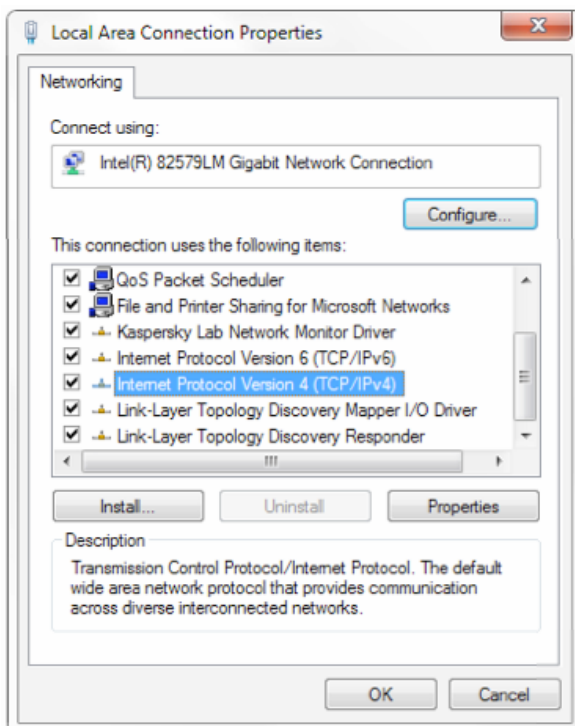 Local Area Connection Properties
Networking
Connect using:
Intel(R) 82579LM Gigabit Network Connection
Configure...
This connection uses the following items:
QoS Packet Scheduler
File and Printer Sharing for Microsoft Networks
Kaspersky Lab Network Monitor Driver
Internet Protocol Version 6 (TCP/IPv6)
Internet Protocol Version 4 (TCP/IPv4)
Link-Layer Topology Discovery Mapper I/O Driver
Link-Layer Topology Discovery Responder
Install... Uninstall Properties
Description
Transmission Control Protocol/Internet Protocol. The default
wide area network protocol that provides communication
across diverse interconnected networks.
OK Cancel